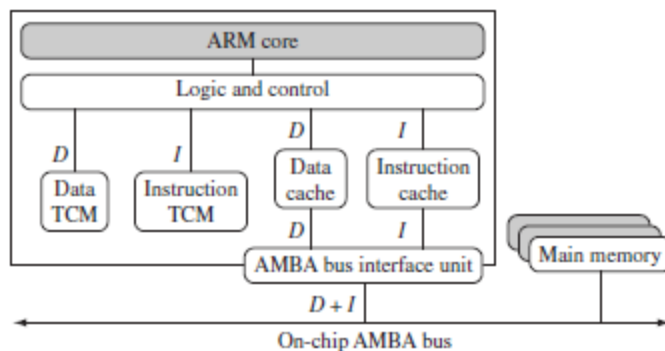 ARM core
Logic and control
D
I
D
I
Data
TCM
Instruction
TCM
Data
cache
Instruction
cache
D
I
AMBA bus interface unit
Main memory
D + I
On-chip AMBA bus